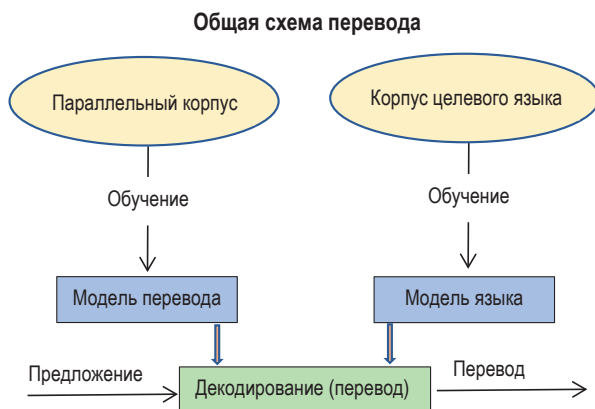 Общая схема перевода
Параллельный корпус
Корпус целевого языка
Обучение
Обучение
Модель перевода
Модель языка
Предложение
Декодирование (перевод)
Перевод